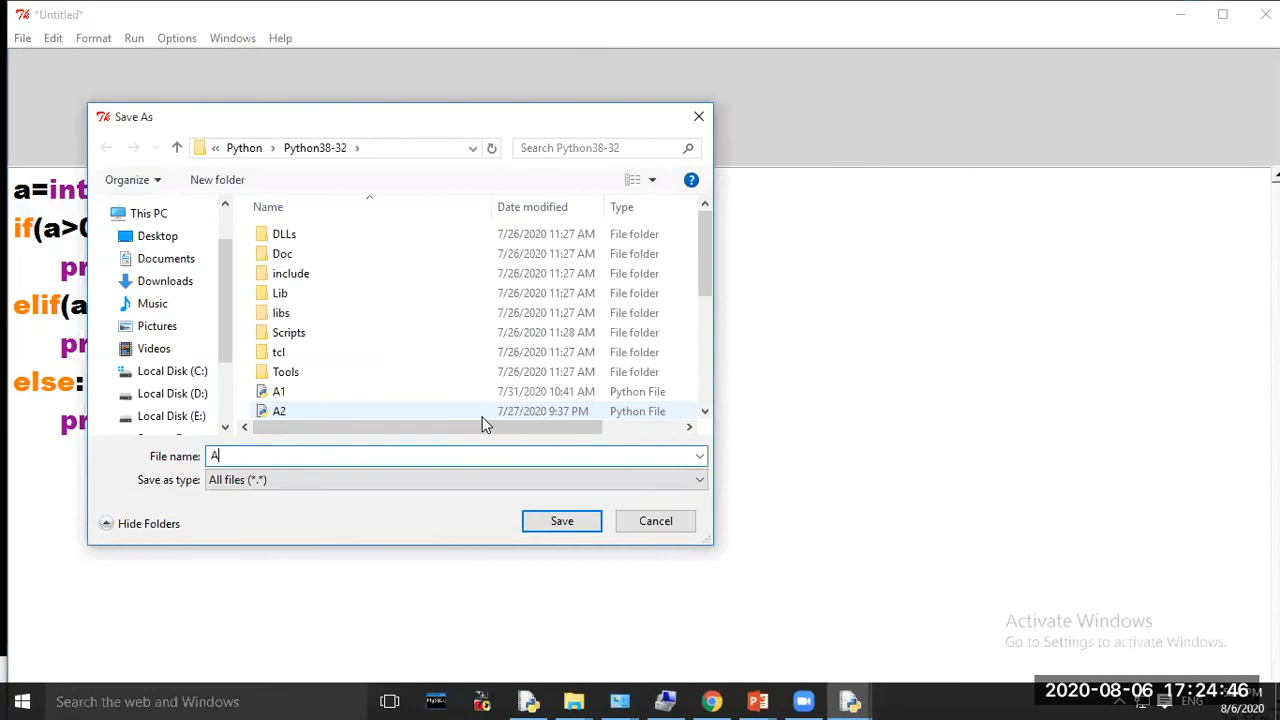 *Untitled*
File Edit Format Run Options Windows Help
Save As
« Python › Python38-32 ›
Search Python38-32
Organize New folder
Name Date modified Type
This PC
Desktop
Documents
Downloads
Music
Pictures
Videos
Local Disk (C:)
Local Disk (D:)
Local Disk (E:)
DLLs 7/26/2020 11:27 AM File folder
Doc 7/26/2020 11:27 AM File folder
include 7/26/2020 11:27 AM File folder
Lib 7/26/2020 11:27 AM File folder
libs 7/26/2020 11:27 AM File folder
Scripts 7/26/2020 11:28 AM File folder
tcl 7/26/2020 11:27 AM File folder
Tools 7/26/2020 11:27 AM File folder
A1 7/31/2020 10:41 AM Python File
A2 7/27/2020 9:37 PM Python File
File name: A
Save as type: All files (*.*)
Hide Folders Save Cancel
a=int
if(a>
pr
elif(a
pr
else:
pr
Activate Windows
Go to Settings to activate Windows.
Search the web and Windows
2020-08-06 17:24:46
ENG
8/6/2020